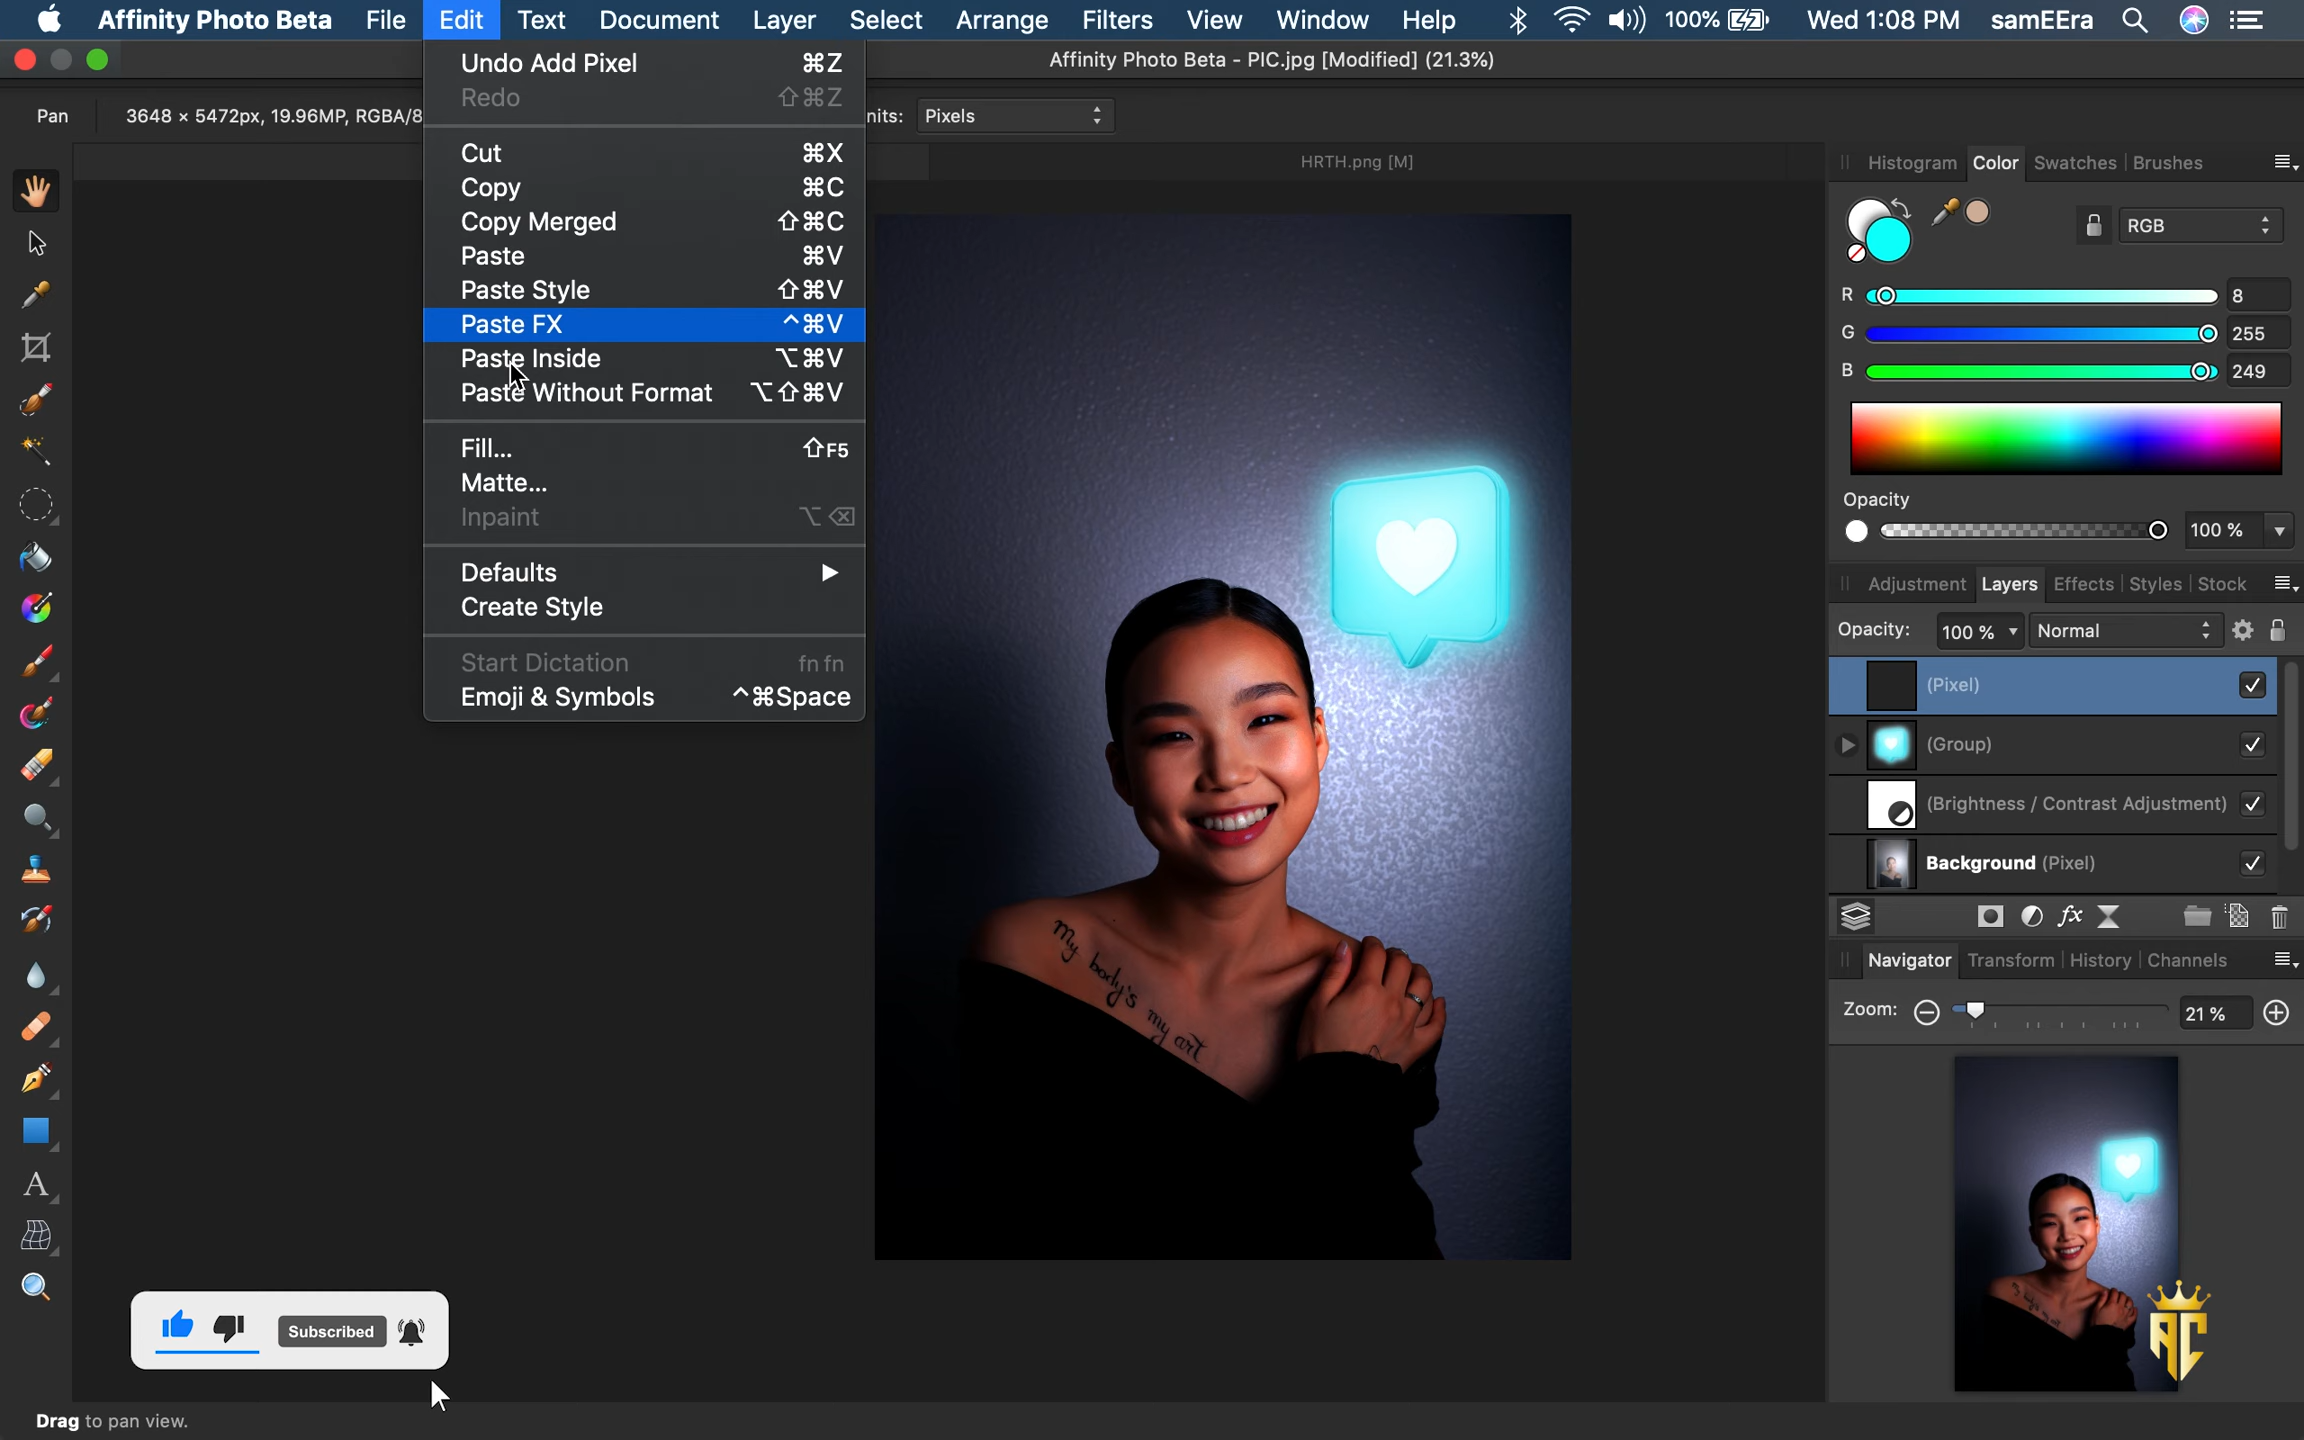 Affinity Photo Beta File Edit Text Document Layer Select Arrange Filters View Window Help 100% Wed 1:08 PM samEEra
Affinity Photo Beta - PIC.jpg [Modified] (21.3%)
Pan 3648 × 5472px, 19.96MP, RGBA/8 nits: Pixels
HRTH.png [M]
Undo Add Pixel ⌘Z
Redo ⇧⌘Z
Cut ⌘X
Copy ⌘C
Copy Merged ⇧⌘C
Paste ⌘V
Paste Style ⇧⌘V
Paste FX ^⌘V
Paste Inside ⌥⌘V
Paste Without Format ⌥⇧⌘V
Fill... ⇧F5
Matte...
Inpaint ⌥⌫
Defaults ▶
Create Style
Start Dictation fn fn
Emoji & Symbols ^⌘Space
My body's my art
Histogram Color Swatches Brushes
RGB
R 8
G 255
B 249
Opacity
100 %
Adjustment Layers Effects Styles Stock
Opacity: 100 % Normal
(Pixel)
(Group)
(Brightness / Contrast Adjustment)
Background (Pixel)
fx
Navigator Transform History Channels
Zoom: 21 %
A
Subscribed
AC
Drag to pan view.